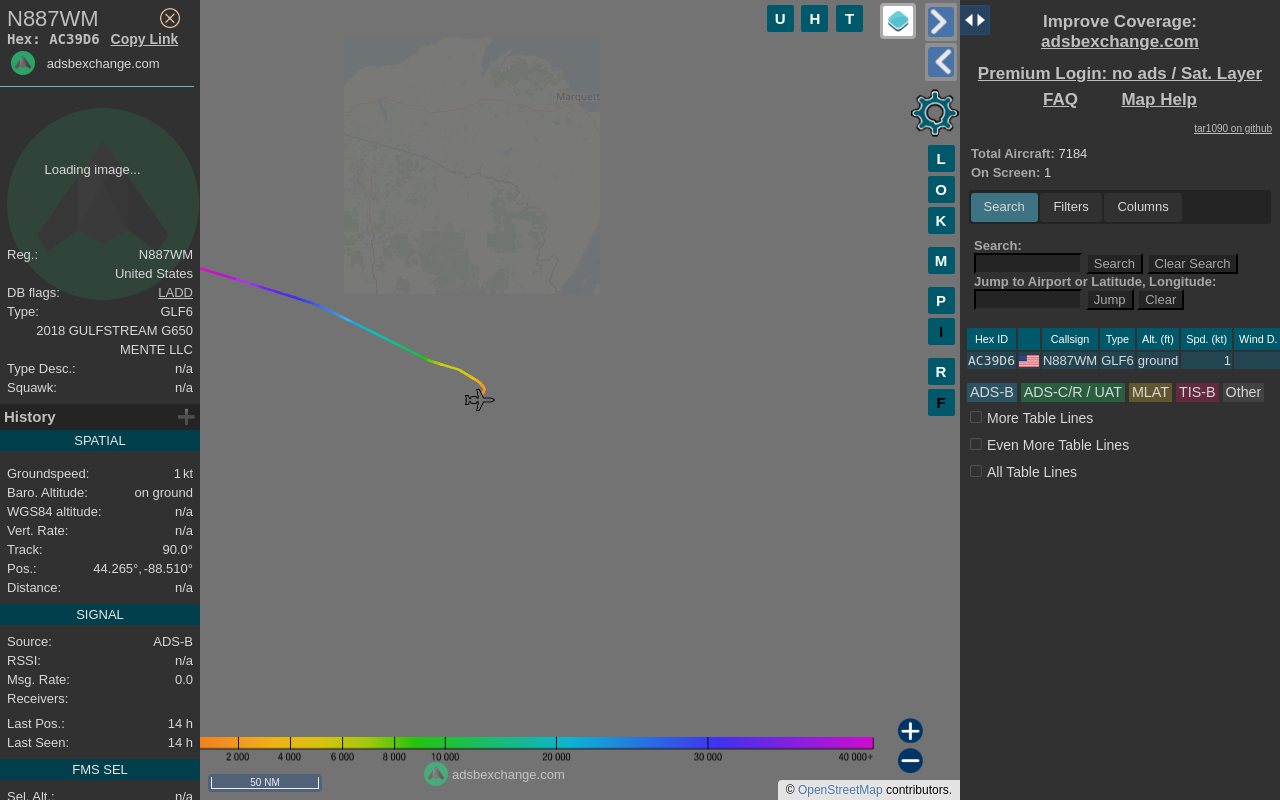 N887WM
Hex: AC39D6 Copy Link
adsbexchange.com
Loading image...
Reg.: N887WM
United States
DB flags: LADD
Type: GLF6
2018 GULFSTREAM G650
MENTE LLC
Type Desc.: n/a
Squawk: n/a
History
SPATIAL
Groundspeed: 1 kt
Baro. Altitude: on ground
WGS84 altitude: n/a
Vert. Rate: n/a
Track: 90.0°
Pos.: 44.265°, -88.510°
Distance: n/a
SIGNAL
Source: ADS-B
RSSI: n/a
Msg. Rate: 0.0
Receivers:
Last Pos.: 14 h
Last Seen: 14 h
FMS SEL
Sel. Alt.: n/a
U H T
Marquett
L
O
K
M
P
I
R
F
2 000 4 000 6 000 8 000 10 000 20 000 30 000 40 000+
adsbexchange.com
50 NM
© OpenStreetMap contributors.
Improve Coverage:
adsbexchange.com
Premium Login: no ads / Sat. Layer
FAQ Map Help
tar1090 on github
Total Aircraft: 7184
On Screen: 1
Search Filters Columns
Search:
Search Clear Search
Jump to Airport or Latitude, Longitude:
Jump Clear
Hex ID Callsign Type Alt. (ft) Spd. (kt) Wind D.
AC39D6 N887WM GLF6 ground 1
ADS-B ADS-C/R / UAT MLAT TIS-B Other
More Table Lines
Even More Table Lines
All Table Lines